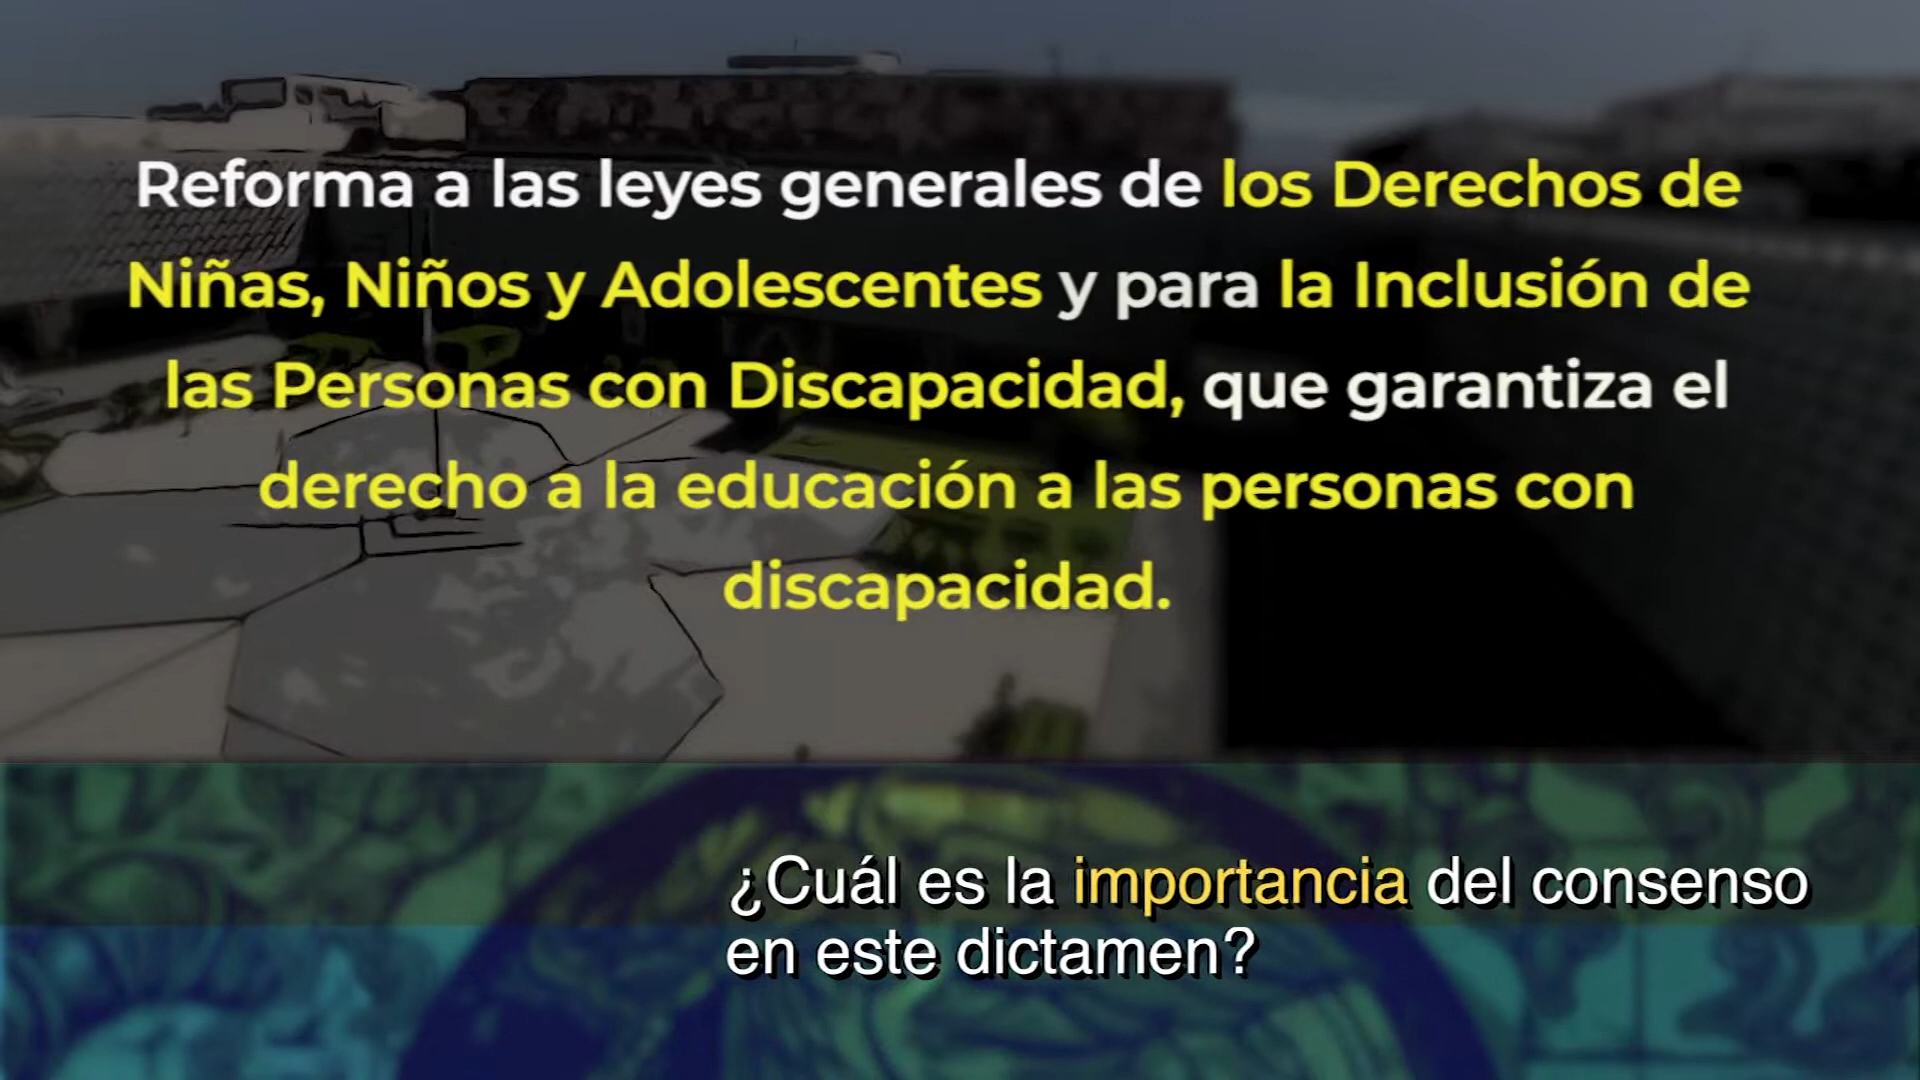 Reforma a las leyes generales de los Derechos de
Niñas, Niños y Adolescentes y para la Inclusión de
las Personas con Discapacidad, que garantiza el
derecho a la educación a las personas con
discapacidad.
¿Cuál es la importancia del consenso
en este dictamen?